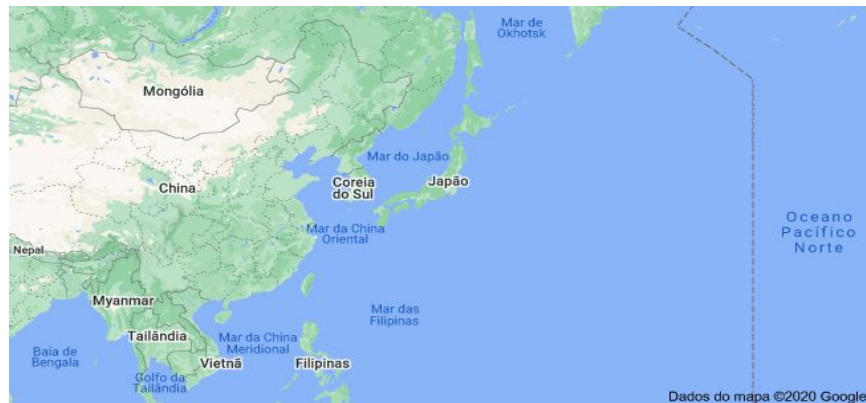 Mar de
Okhotsk
Mongólia
Mar do Japão
China
Coreia
do Sul
Japão
Mar da China
Oriental
Oceano
Pacífico
Norte
Nepal
Myanmar
Mar das
Filipinas
Tailândia
Mar da China
Meridional
Baía de
Bengala
Vietnã
Filipinas
Golfo da
Tailândia
Dados do mapa ©2020 Google